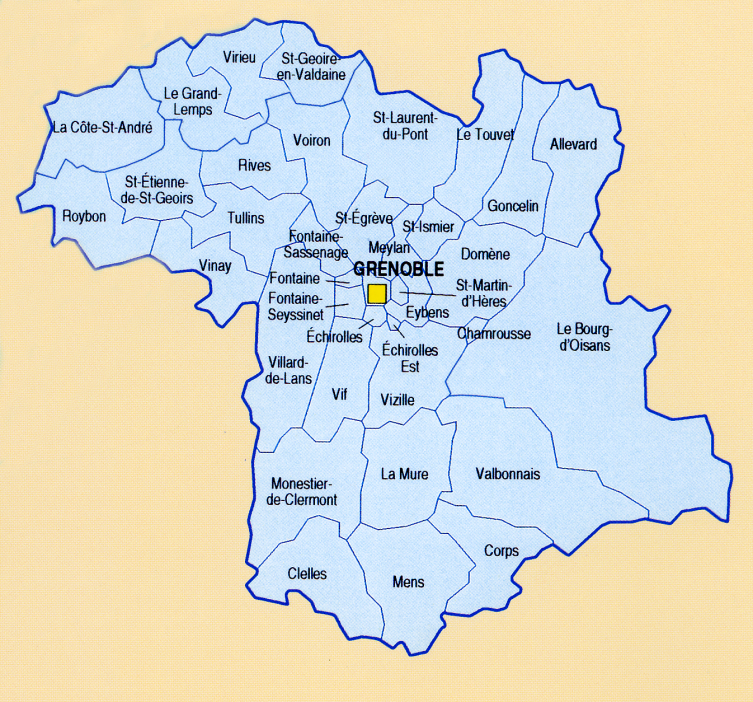 Virieu
St-Geoire-
en-Valdaine
Le Grand-
Lemps
La Côte-St-André
Voiron
St-Laurent-
du-Pont
Le Touvet
Allevard
Rives
St-Étienne-
de-St-Geoirs
Roybon
Tullins
St-Égrève
St-Ismier
Goncelin
Fontaine-
Sassenage
Meylan
Domène
Vinay
GRENOBLE
Fontaine
St-Martin-
d'Hères
Fontaine-
Seyssinet
Eybens
Échirolles
Chamrousse
Le Bourg-
d'Oisans
Échirolles
Est
Villard-
de-Lans
Vif
Vizille
Monestier-
de-Clermont
La Mure
Valbonnais
Corps
Clelles
Mens